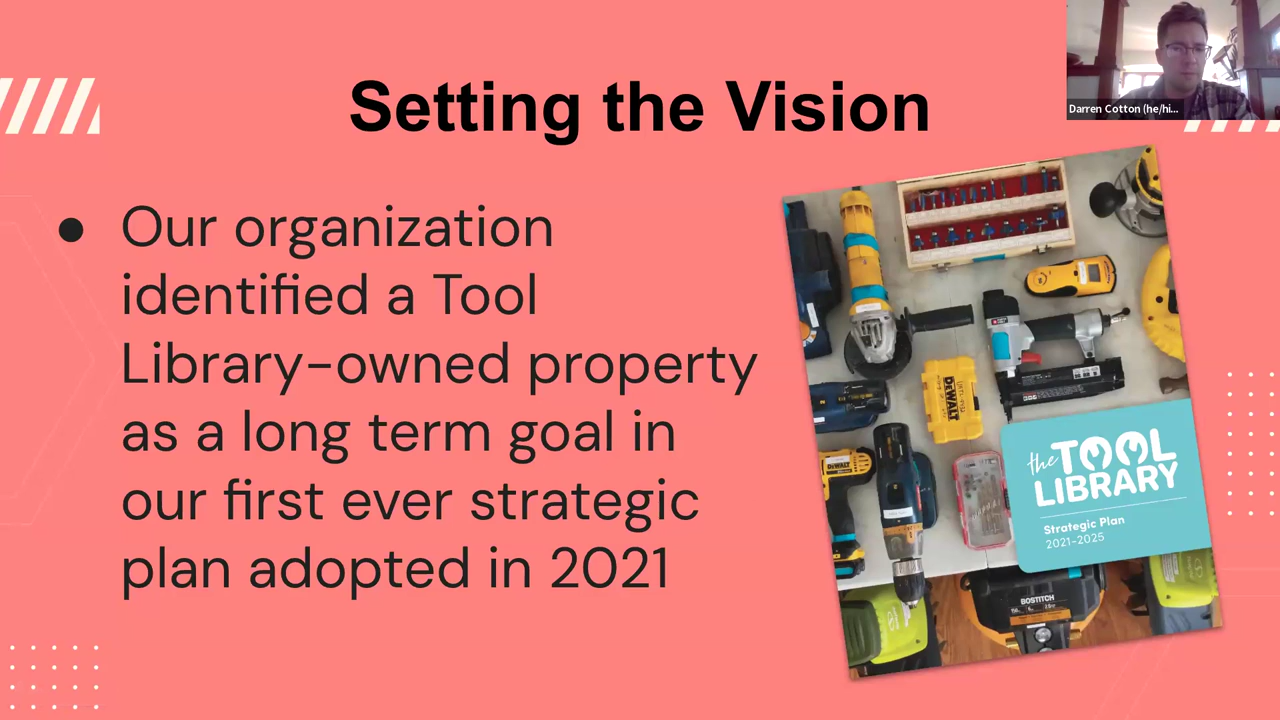 Setting the Vision
Darren Cotton (he/hi...
● Our organization
identified a Tool
Library-owned property
as a long term goal in
our first ever strategic
plan adopted in 2021
DEWALT
DEWALT
the TOOL
LIBRARY
Strategic Plan
2021-2025
BOSTITCH